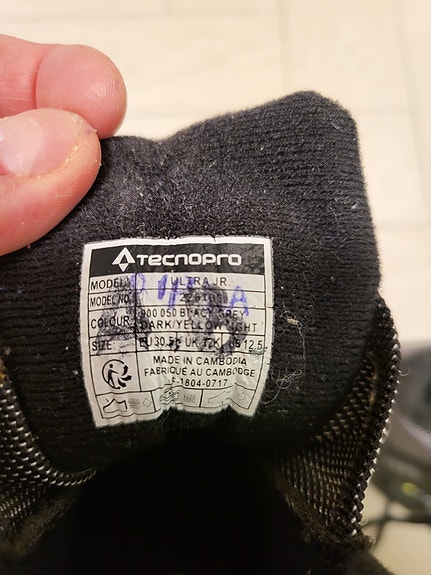 TECNOPRO
MODEL: ULTRA JR.
MODEL NO.
COLOUR: 900 050 BLACK GREY
DARK/YELLOW LIGHT
SIZE: EU 30.5 UK 12K US 12.5
MADE IN CAMBODIA
FABRIQUÉ AU CAMBODGE
F-1804-0717